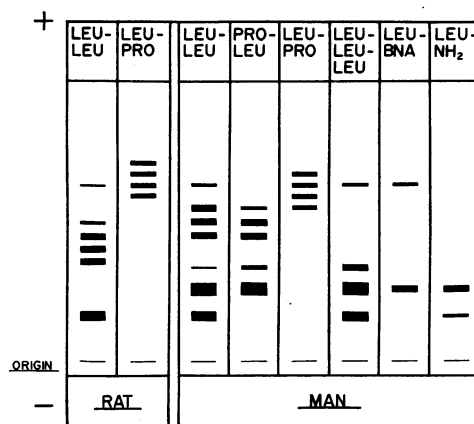 +
LEU-
LEU
LEU-
PRO
LEU-
LEU
PRO-
LEU
LEU-
PRO
LEU-
LEU-
LEU
LEU-
BNA
LEU-
NH₂
ORIGIN
–
RAT
MAN